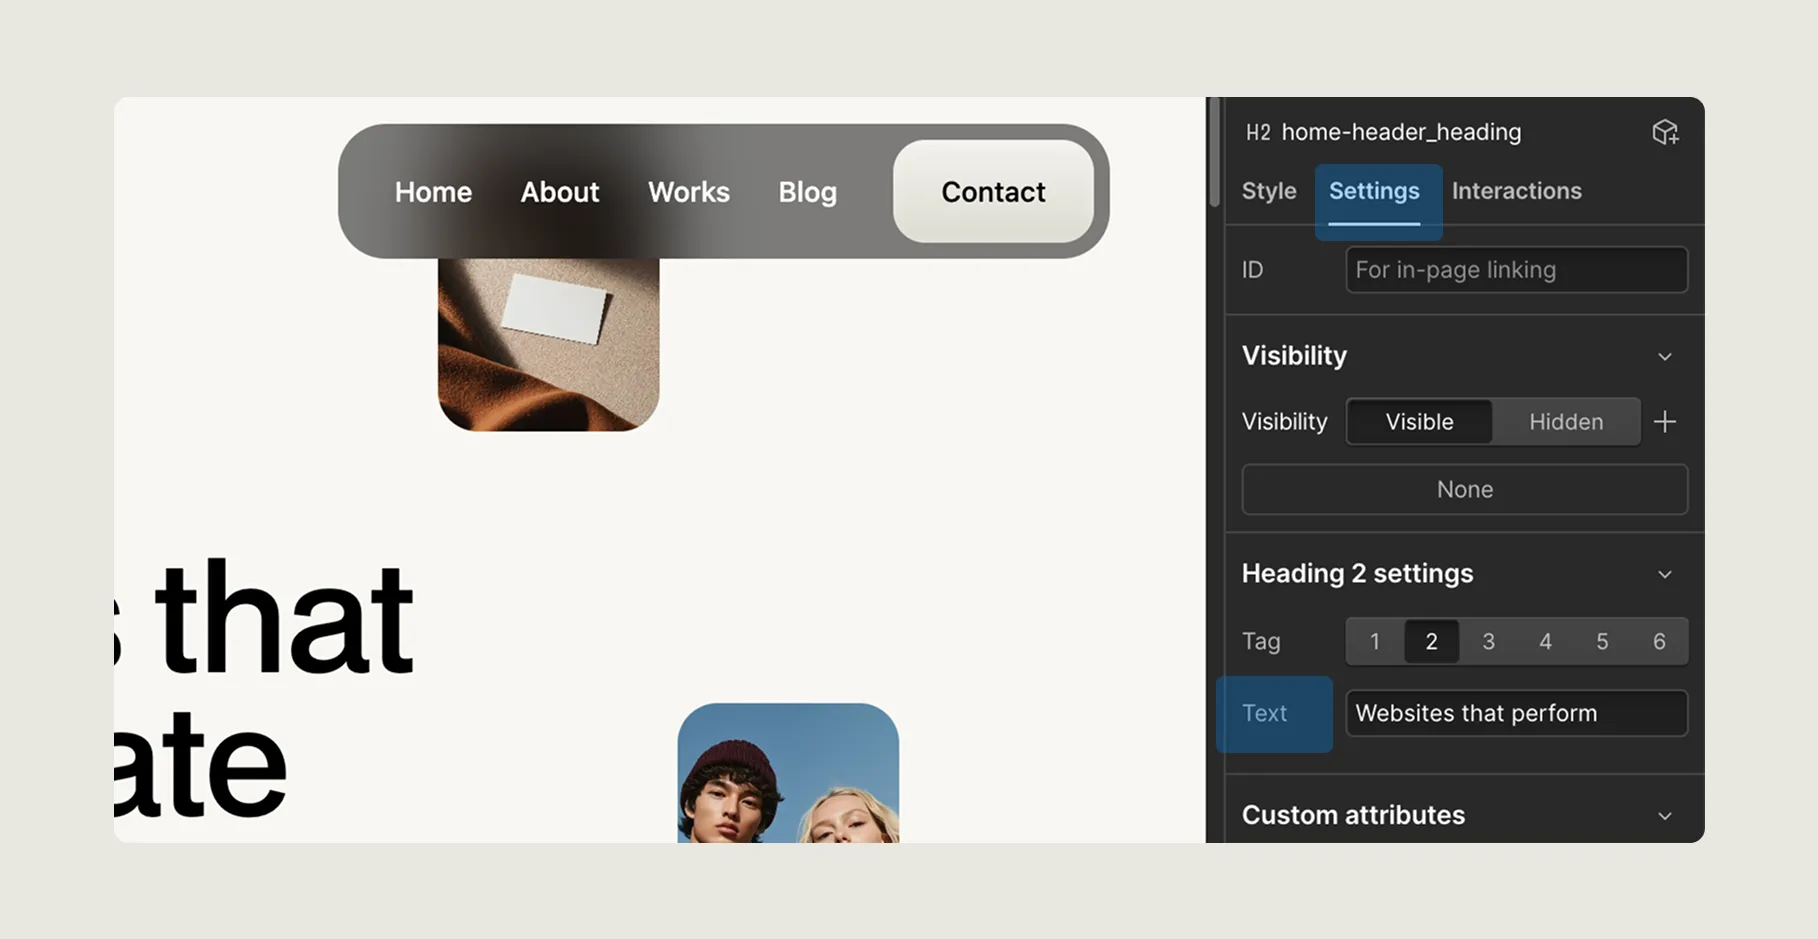 Home About Works Blog Contact
that
ate
H2 home-header_heading
Style Settings Interactions
ID For in-page linking
Visibility
Visibility Visible Hidden
None
Heading 2 settings
Tag 1 2 3 4 5 6
Text Websites that perform
Custom attributes